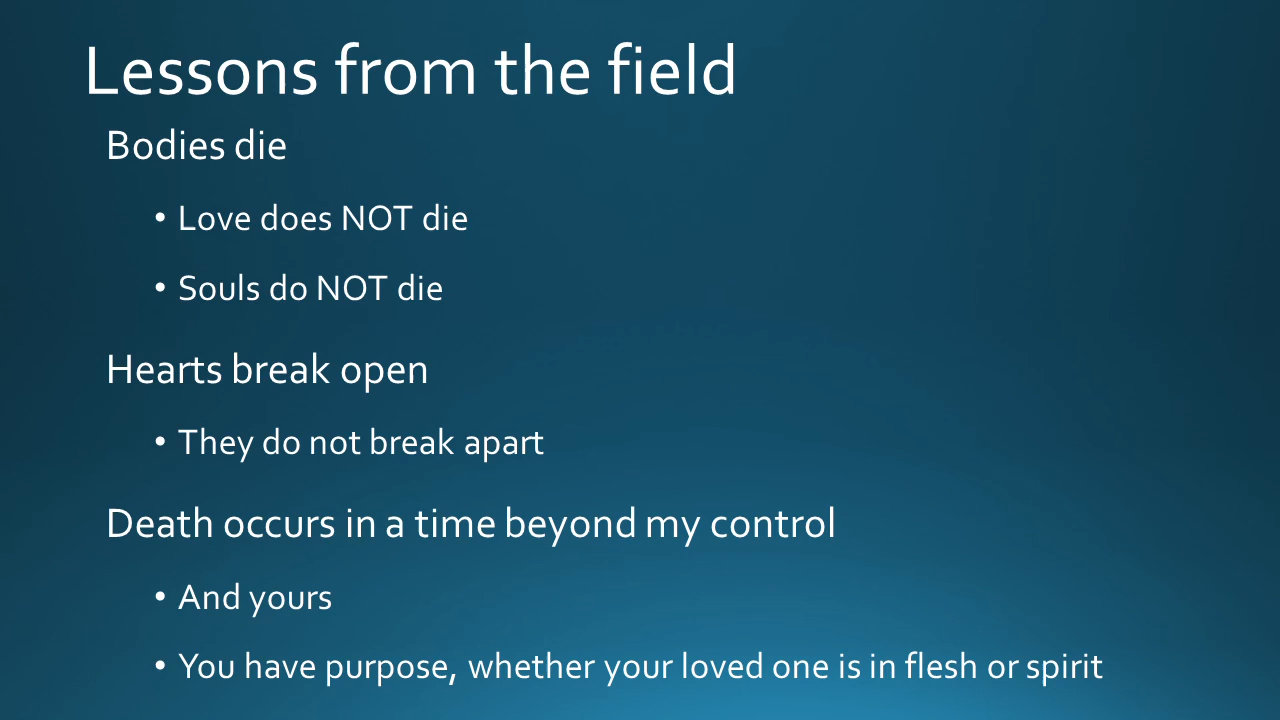 Lessons from the field
Bodies die
• Love does NOT die
• Souls do NOT die
Hearts break open
• They do not break apart
Death occurs in a time beyond my control
• And yours
• You have purpose, whether your loved one is in flesh or spirit